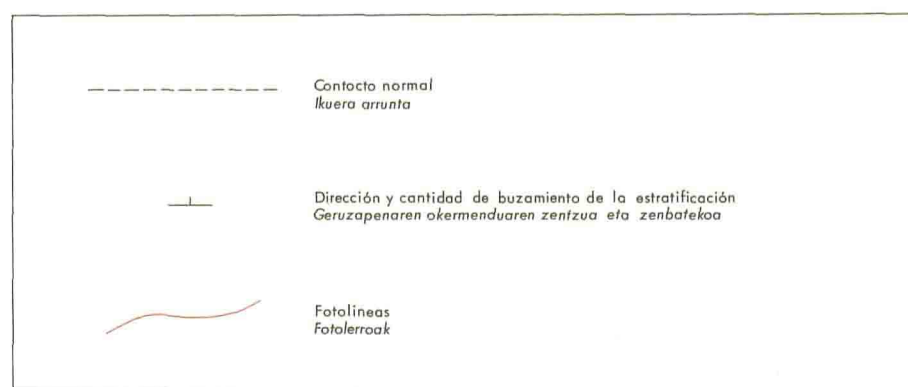 Contocto normal
Ikuera arrunta
Dirección y cantidad de buzamiento de la estratificación
Geruzapenaren okermenduaren zentzua eta zenbatekoa
Fotolineas
Fotolerroak